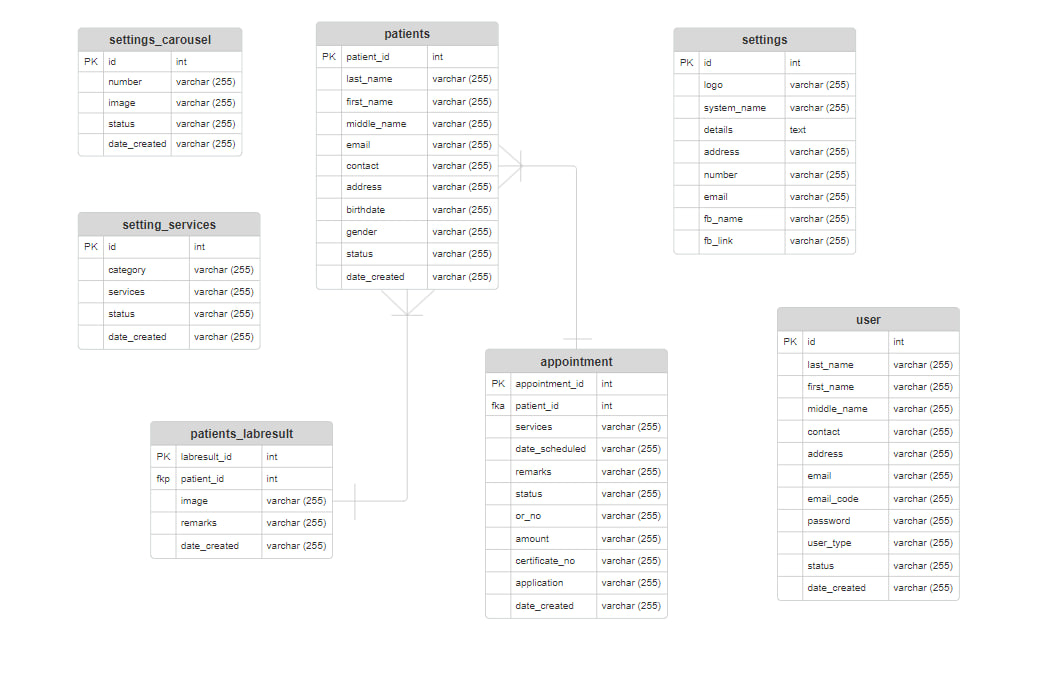 settings_carousel
PK id int
number varchar (255)
image varchar (255)
status varchar (255)
date_created varchar (255)
patients
PK patient_id int
last_name varchar (255)
first_name varchar (255)
middle_name varchar (255)
email varchar (255)
contact varchar (255)
address varchar (255)
birthdate varchar (255)
gender varchar (255)
status varchar (255)
date_created varchar (255)
settings
PK id int
logo varchar (255)
system_name varchar (255)
details text
address varchar (255)
number varchar (255)
email varchar (255)
fb_name varchar (255)
fb_link varchar (255)
setting_services
PK id int
category varchar (255)
services varchar (255)
status varchar (255)
date_created varchar (255)
user
PK id int
last_name varchar (255)
first_name varchar (255)
middle_name varchar (255)
contact varchar (255)
address varchar (255)
email varchar (255)
email_code varchar (255)
password varchar (255)
user_type varchar (255)
status varchar (255)
date_created varchar (255)
appointment
PK appointment_id int
fka patient_id int
services varchar (255)
date_scheduled varchar (255)
remarks varchar (255)
status varchar (255)
or_no varchar (255)
amount varchar (255)
certificate_no varchar (255)
application varchar (255)
date_created varchar (255)
patients_labresult
PK labresult_id int
fkp patient_id int
image varchar (255)
remarks varchar (255)
date_created varchar (255)